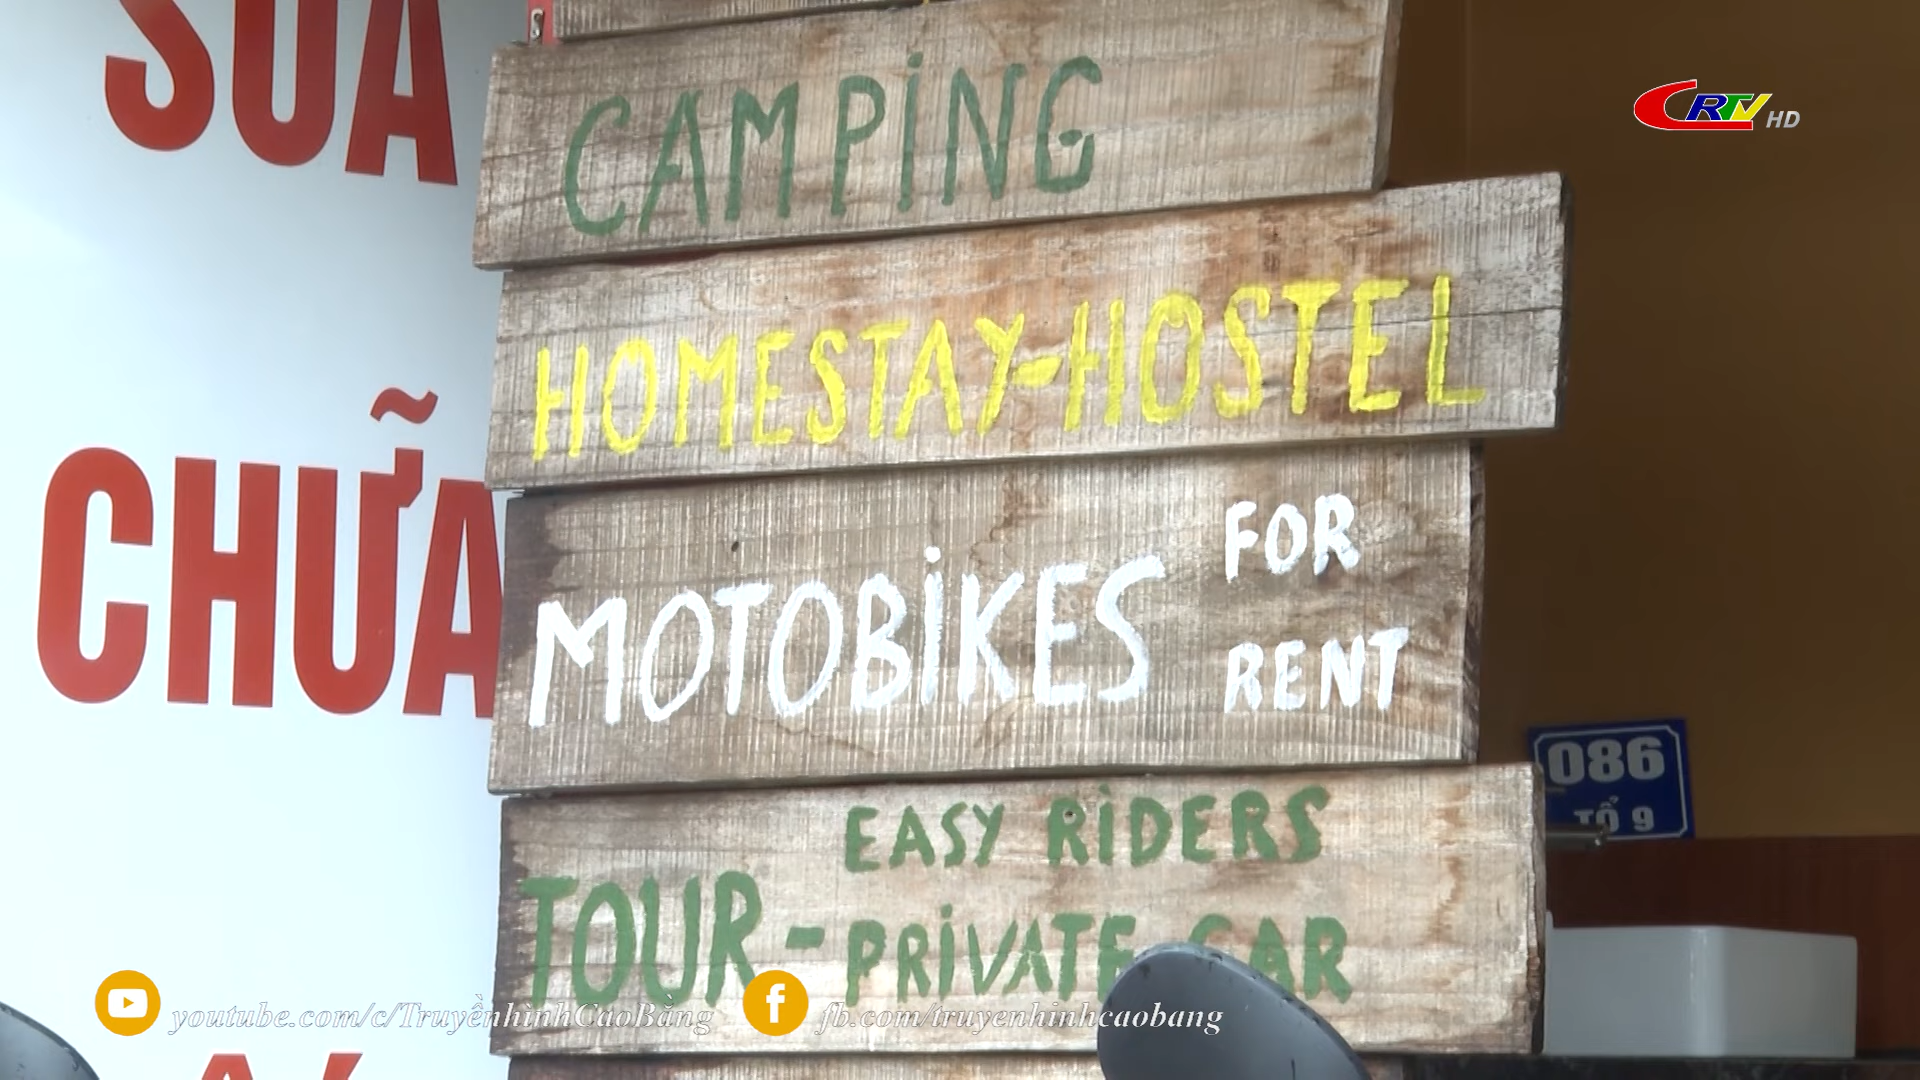 CHỮA
CAMPING
HOMESTAY-HOSTEL
MOTOBIKES FOR
RENT
EASY RIDERS
TOUR - PRIVATE CAR
086
TỔ 9
CRTV HD
youtube.com/c/TruyềnhìnhCaoBằng
fb.com/truyenhinhcaobang